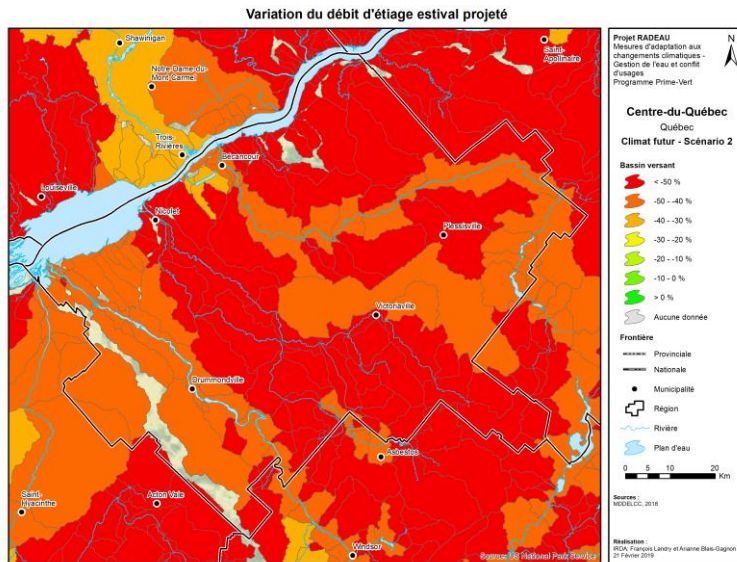 Variation du débit d'étiage estival projeté
Shawinigan
Notre-Dame-du-
Mont-Carmel
Saint-
Apollinaire
Trois-
Rivières
Bécancour
Louiseville
Nicolet
Plessisville
Victoriaville
Drummondville
Asbestos
Saint-
Hyacinthe
Acton Vale
Windsor
Source: US National Park Service
Projet RADEAU
Mesures d'adaptation aux
changements climatiques -
Gestion de l'eau et conflit
d'usages
Programme Prime-Vert
N
Centre-du-Québec
Québec
Climat futur - Scénario 2
Bassin versant
< -50 %
-50 - -40 %
-40 - -30 %
-30 - -20 %
-20 - -10 %
-10 - 0 %
> 0 %
Aucune donnée
Frontière
Provinciale
Nationale
Municipalité
Région
Rivière
Plan d'eau
0 5 10 20
Km
Sources :
MDDELCC, 2016
Réalisation :
IRDA: François Landry et Arianne Blais-Gagnon
21 Février 2019